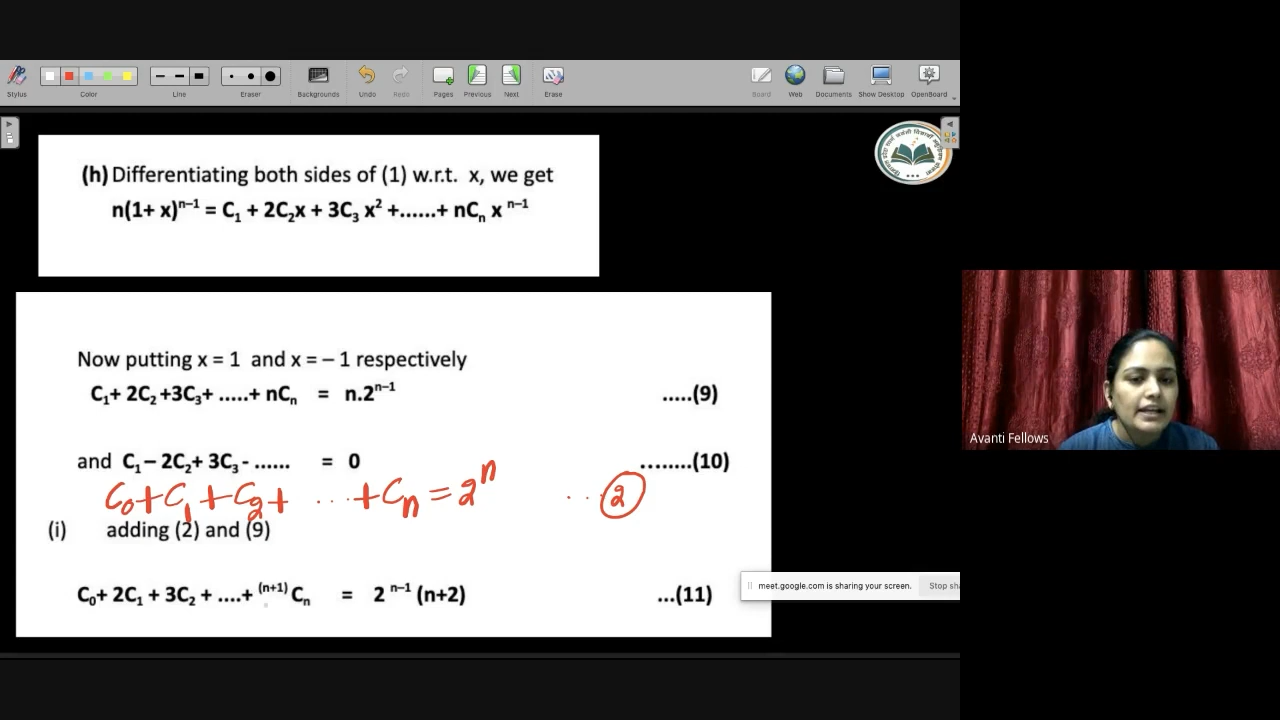 Stylus Color Line Eraser Backgrounds Undo Redo Pages Previous Next Erase Board Web Documents Show Desktop OpenBoard
(h) Differentiating both sides of (1) w.r.t. x, we get
n(1+ x)ⁿ⁻¹ = C₁ + 2C₂x + 3C₃ x² +......+ nCₙ x ⁿ⁻¹
Now putting x = 1 and x = – 1 respectively
C₁+ 2C₂ +3C₃+ .....+ nCₙ = n.2ⁿ⁻¹ .....(9)
and C₁ – 2C₂+ 3C₃ - ...... = 0 ........(10)
C₀+C₁+C₂+ ...+Cₙ=2ⁿ ...②
(i) adding (2) and (9)
C₀+ 2C₁ + 3C₂ + ....+ ⁽ⁿ⁺¹⁾ Cₙ = 2 ⁿ⁻¹ (n+2) ...(11)
meet.google.com is sharing your screen. Stop sha
Avanti Fellows